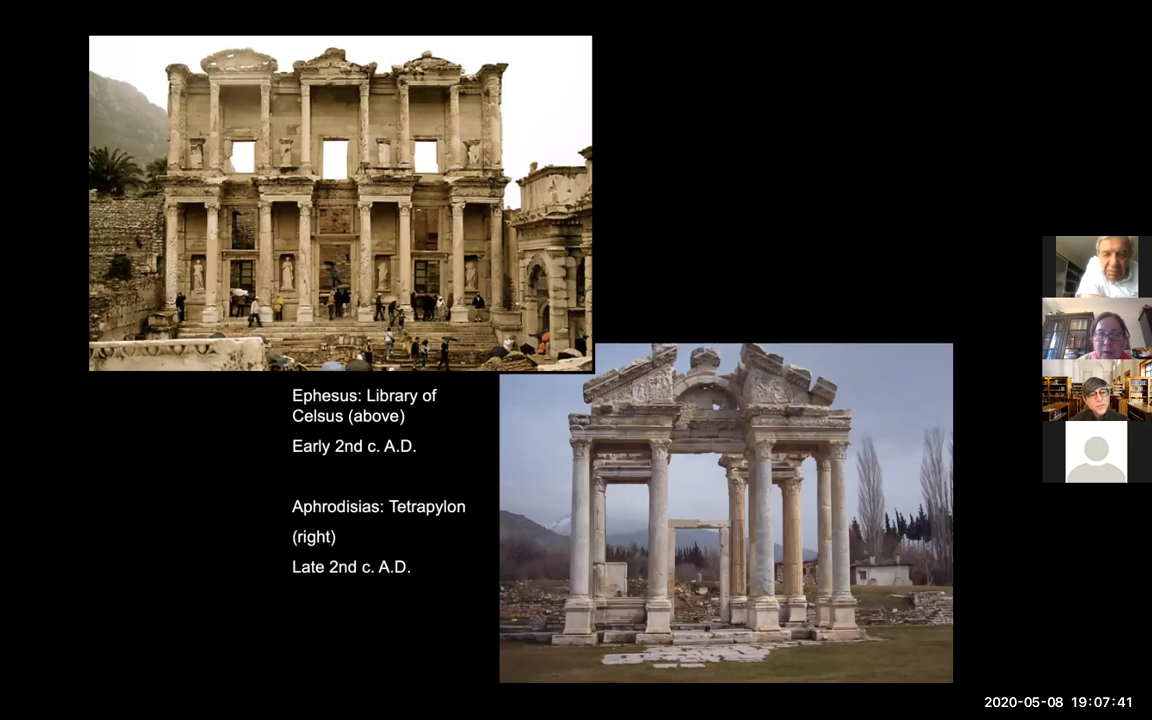 Ephesus: Library of
Celsus (above)
Early 2nd c. A.D.
Aphrodisias: Tetrapylon
(right)
Late 2nd c. A.D.
2020-05-08 19:07:41